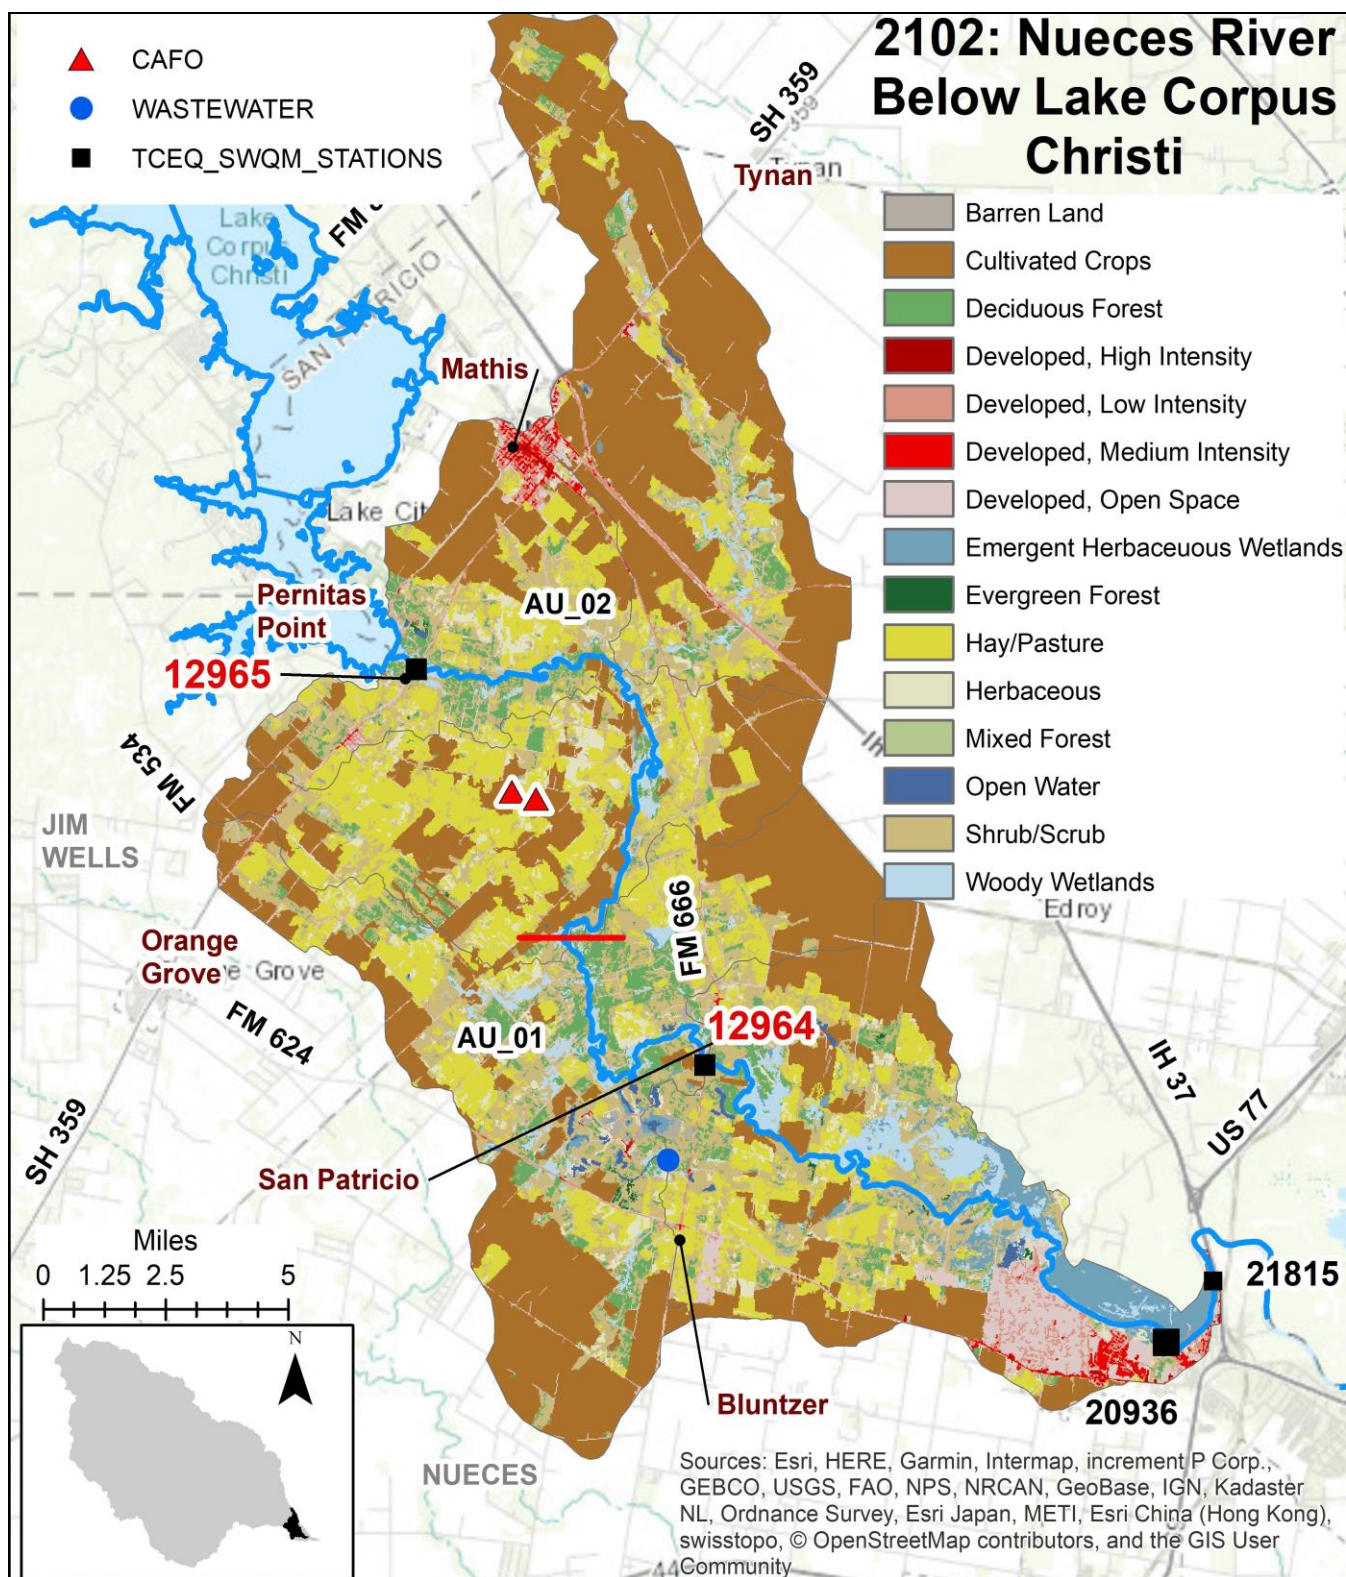 CAFO
WASTEWATER
TCEQ_SWQM_STATIONS
2102: Nueces River
Below Lake Corpus
Christi
Barren Land
Cultivated Crops
Deciduous Forest
Developed, High Intensity
Developed, Low Intensity
Developed, Medium Intensity
Developed, Open Space
Emergent Herbaceuous Wetlands
Evergreen Forest
Hay/Pasture
Herbaceous
Mixed Forest
Open Water
Shrub/Scrub
Woody Wetlands
SH 359
359
Tynan
Tynan
Lake
Corpus
Christi
SAN PATRICIO
Mathis
Lake Cit
Pernitas
Point
AU_02
12965
FM 534
JIM
WELLS
IH
Edroy
FM 666
Orange
Grove
Grove
FM 624
AU_01
12964
IH 37
US 77
SH 359
San Patricio
21815
Miles
0 1.25 2.5 5
N
Bluntzer
20936
NUECES
Sources: Esri, HERE, Garmin, Intermap, increment P Corp.,
GEBCO, USGS, FAO, NPS, NRCAN, GeoBase, IGN, Kadaster
NL, Ordnance Survey, Esri Japan, METI, Esri China (Hong Kong),
swisstopo, © OpenStreetMap contributors, and the GIS User
Community